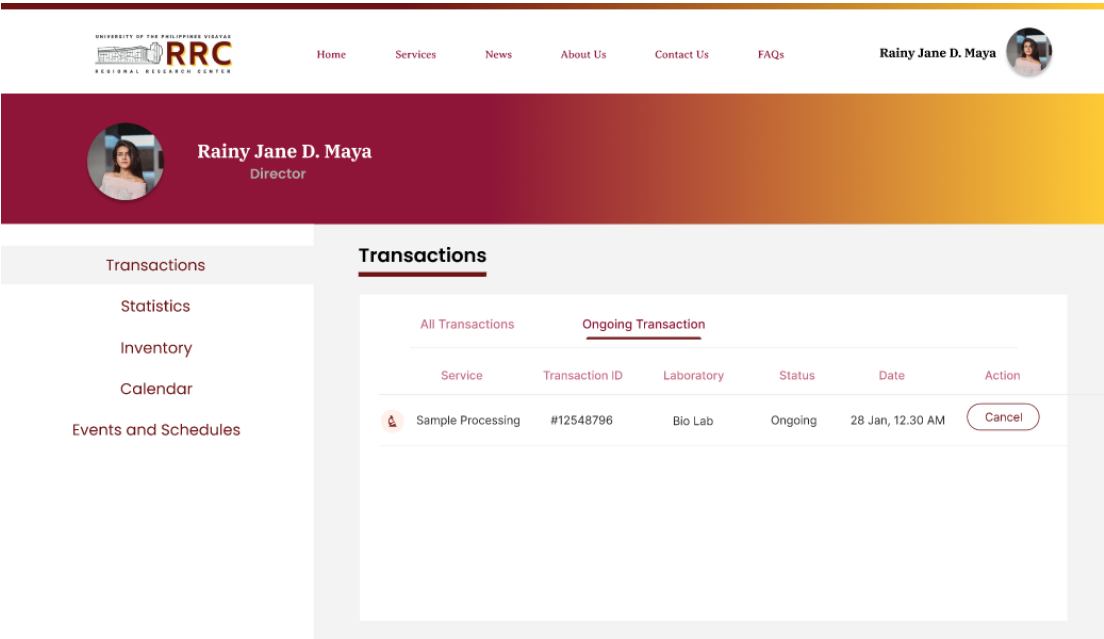 UNIVERSITY OF THE PHILIPPINES VISAYAS
RRC
REGIONAL RESEARCH CENTER
Home Services News About Us Contact Us FAQs Rainy Jane D. Maya
Rainy Jane D. Maya
Director
Transactions
Statistics
Inventory
Calendar
Events and Schedules
Transactions
All Transactions Ongoing Transaction
Service Transaction ID Laboratory Status Date Action
Sample Processing #12548796 Bio Lab Ongoing 28 Jan, 12.30 AM Cancel